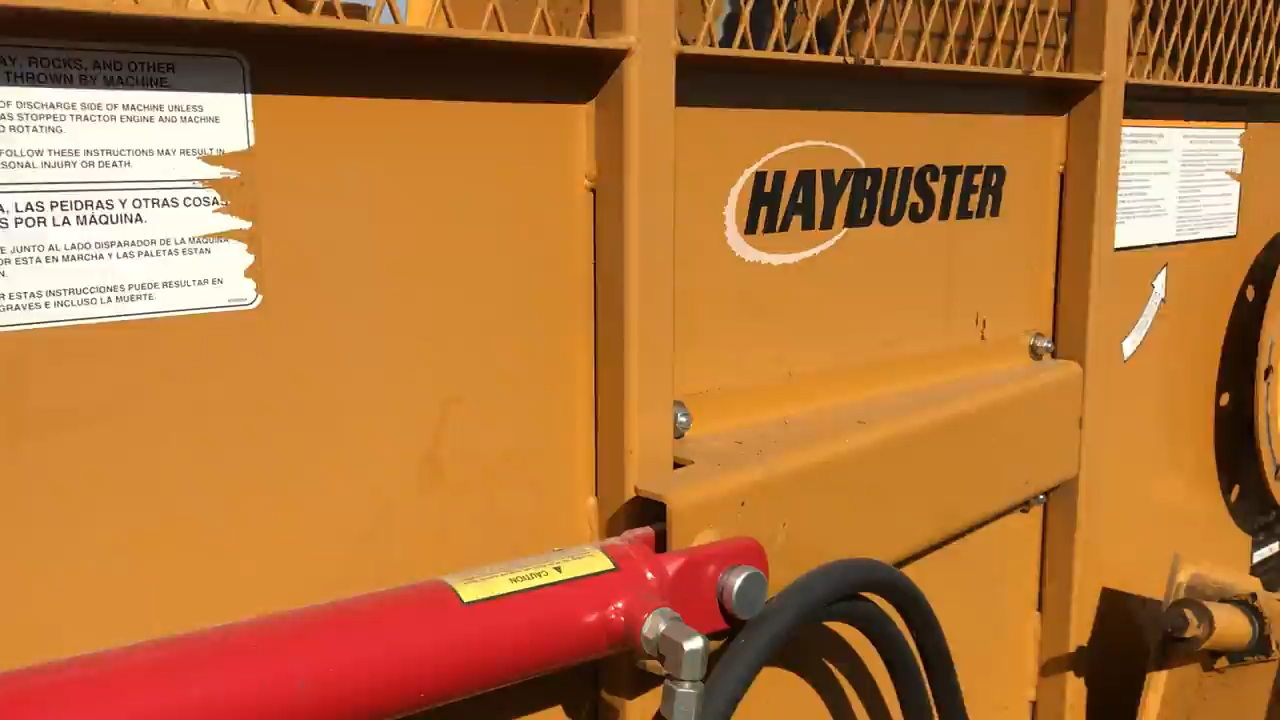 AY, ROCKS, AND OTHER
THROWN BY MACHINE.
OF DISCHARGE SIDE OF MACHINE UNLESS
AS STOPPED TRACTOR ENGINE AND MACHINE
ROTATING.
FOLLOW THESE INSTRUCTIONS MAY RESULT IN
SONAL INJURY OR DEATH.
A, LAS PEIDRAS Y OTRAS COSAS
S POR LA MÁQUINA.
E JUNTO AL LADO DISPARADOR DE LA MÁQUINA
OR ESTA EN MARCHA Y LAS PALETAS ESTAN
N.
R ESTAS INSTRUCCIONES PUEDE RESULTAR EN
GRAVES E INCLUSO LA MUERTE.
HAYBUSTER
CAUTION